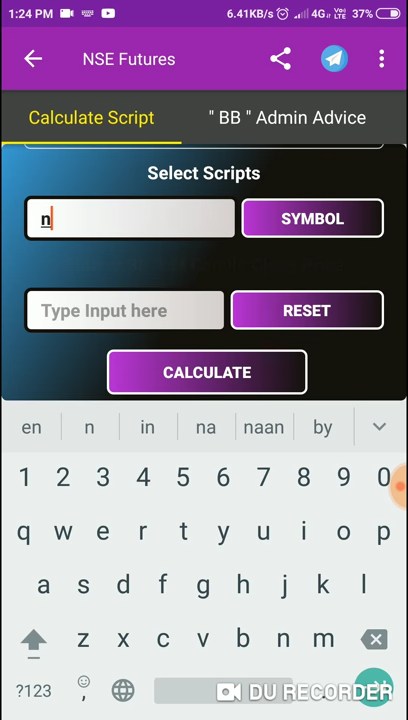 1:24 PM 6.41KB/s 4G VoLTE 37%
NSE Futures
Calculate Script " BB " Admin Advice
Select Scripts
n SYMBOL
Type Input here RESET
CALCULATE
en n in na naan by
1 2 3 4 5 6 7 8 9 0
q w e r t y u i o p
a s d f g h j k l
z x c v b n m
?123 , .
DU RECORDER